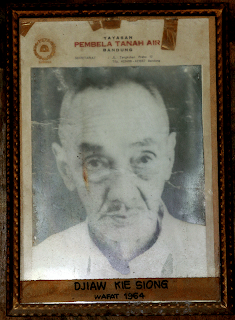 YAYASAN
PEMBELA TANAH AIR
BANDUNG
DJIAW KIE SIONG
WAFAT 1964